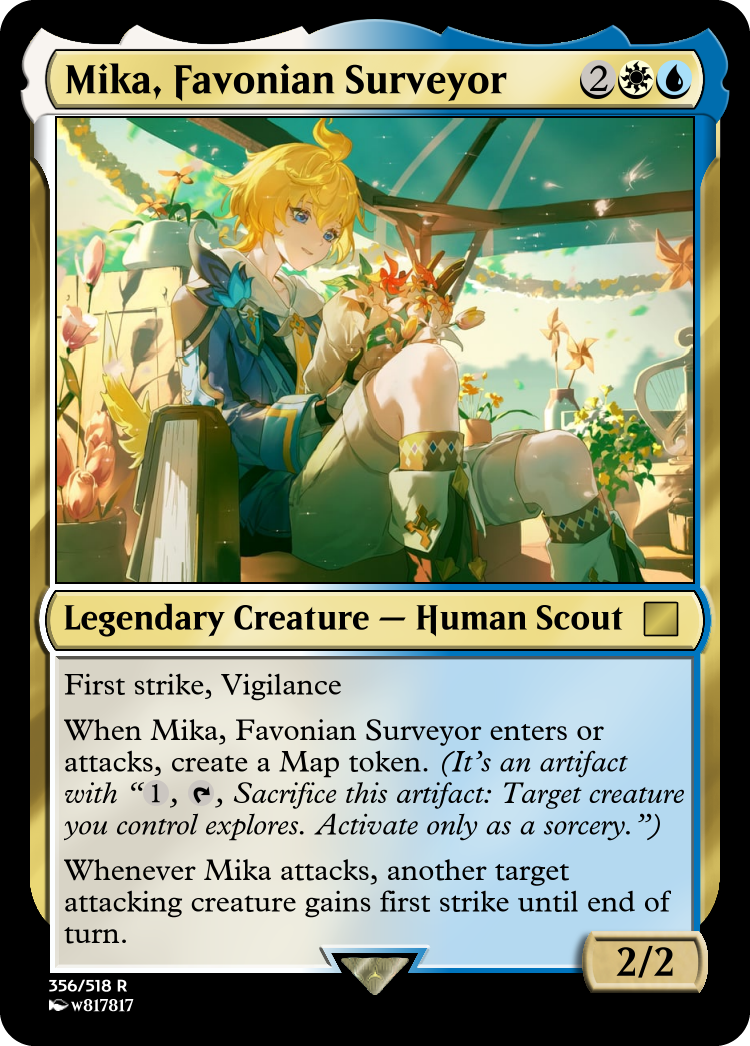 Mika, Favonian Surveyor 2
Legendary Creature — Human Scout
First strike, Vigilance
When Mika, Favonian Surveyor enters or
attacks, create a Map token. (It's an artifact
with “1, , Sacrifice this artifact: Target creature
you control explores. Activate only as a sorcery.”)
Whenever Mika attacks, another target
attacking creature gains first strike until end of
turn.
2/2
356/518 R
w817817